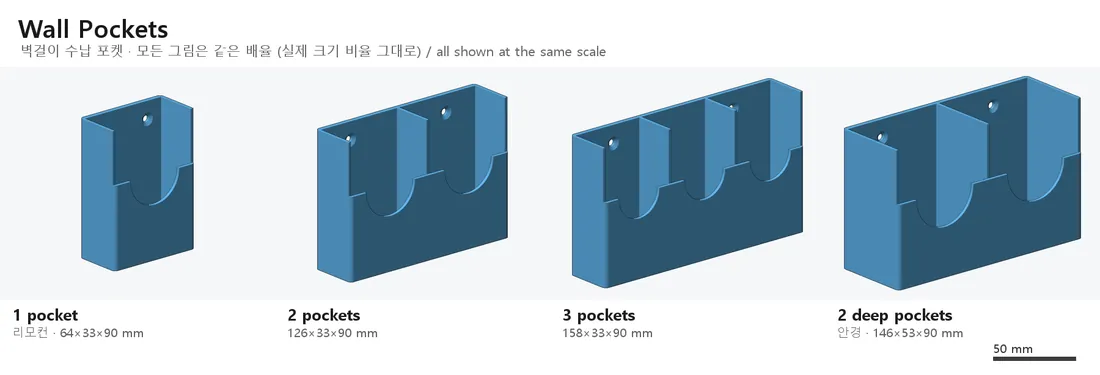 Wall Pockets
벽걸이 수납 포켓 · 모든 그림은 같은 배율 (실제 크기 비율 그대로) / all shown at the same scale
1 pocket
리모컨 · 64×33×90 mm
2 pockets
126×33×90 mm
3 pockets
158×33×90 mm
2 deep pockets
안경 · 146×53×90 mm
50 mm